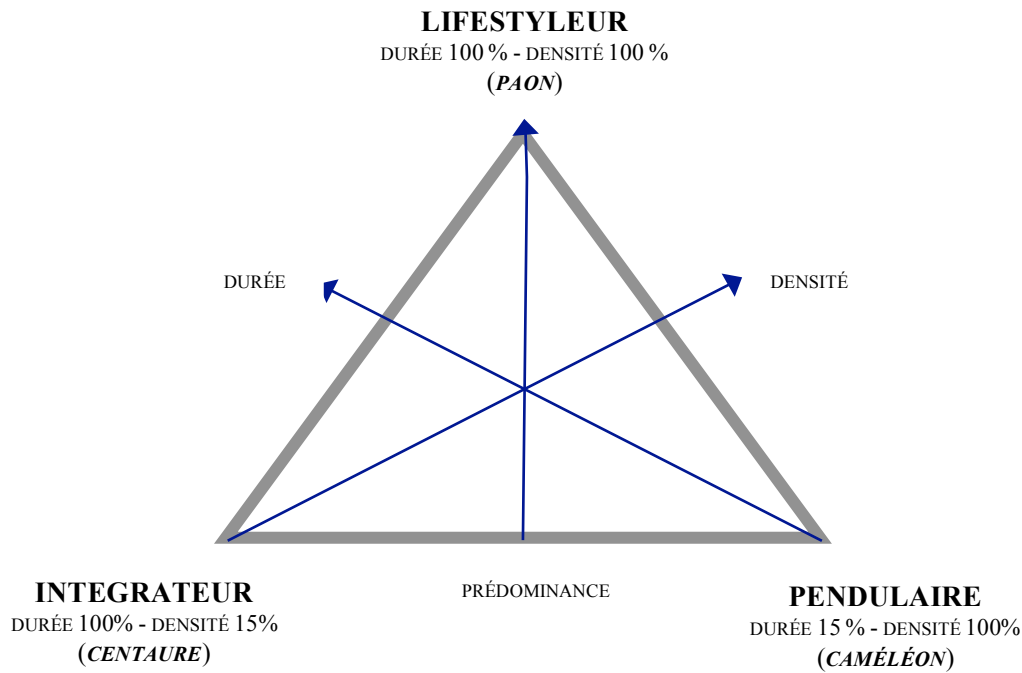 LIFESTYLEUR
DURÉE 100 % - DENSITÉ 100 %
(PAON)
DURÉE
DENSITÉ
INTEGRATEUR
DURÉE 100% - DENSITÉ 15%
(CENTAURE)
PRÉDOMINANCE
PENDULAIRE
DURÉE 15 % - DENSITÉ 100%
(CAMÉLÉON)